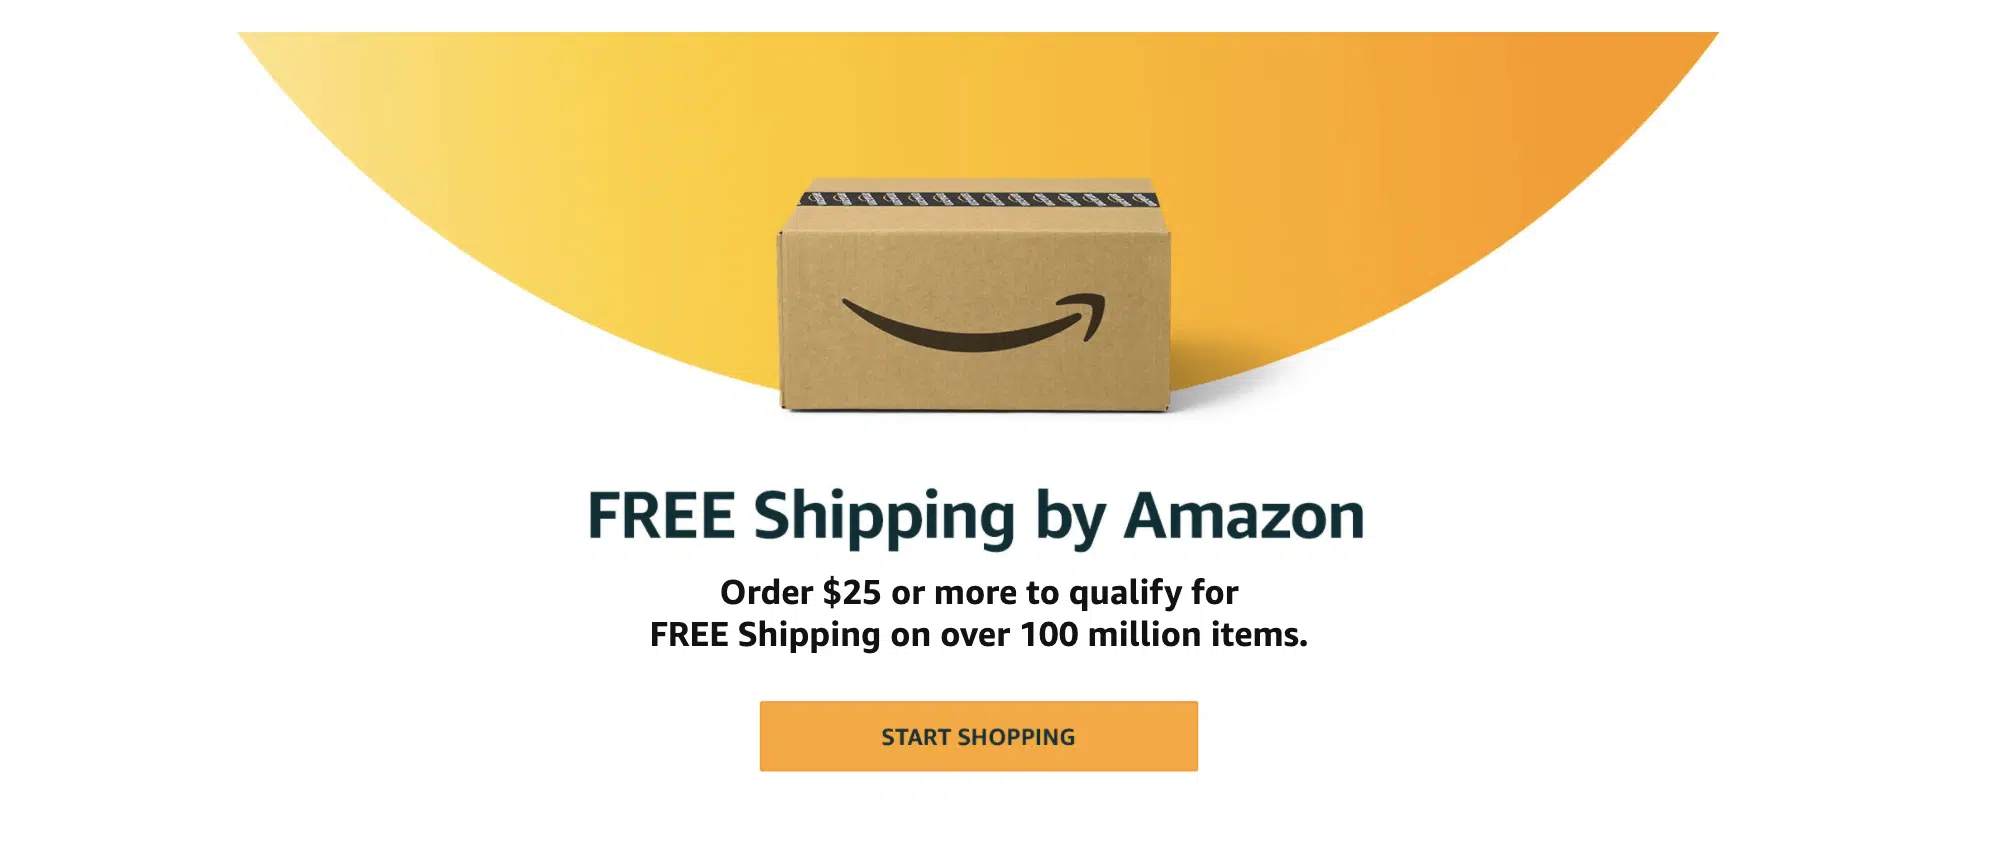 FREE Shipping by Amazon
Order $25 or more to qualify for
FREE Shipping on over 100 million items.
START SHOPPING